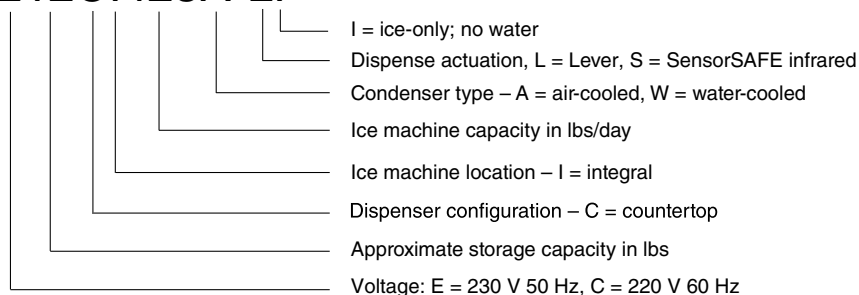 I = ice-only; no water
Dispense actuation, L = Lever, S = SensorSAFE infrared
Condenser type – A = air-cooled, W = water-cooled
Ice machine capacity in lbs/day
Ice machine location – I = integral
Dispenser configuration – C = countertop
Approximate storage capacity in lbs
Voltage: E = 230 V 50 Hz, C = 220 V 60 Hz